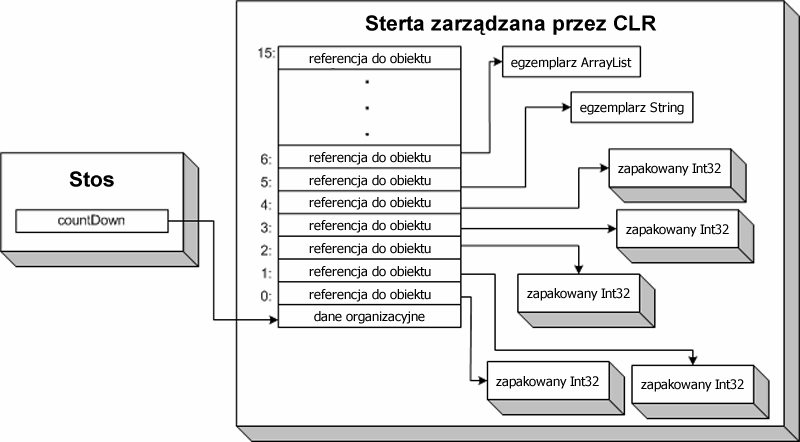 Sterta zarządzana przez CLR
15: referencja do obiektu
.
.
.
6: referencja do obiektu
5: referencja do obiektu
4: referencja do obiektu
3: referencja do obiektu
2: referencja do obiektu
1: referencja do obiektu
0: referencja do obiektu
dane organizacyjne
egzemplarz ArrayList
egzemplarz String
zapakowany Int32
zapakowany Int32
zapakowany Int32
zapakowany Int32
zapakowany Int32
Stos
countDown